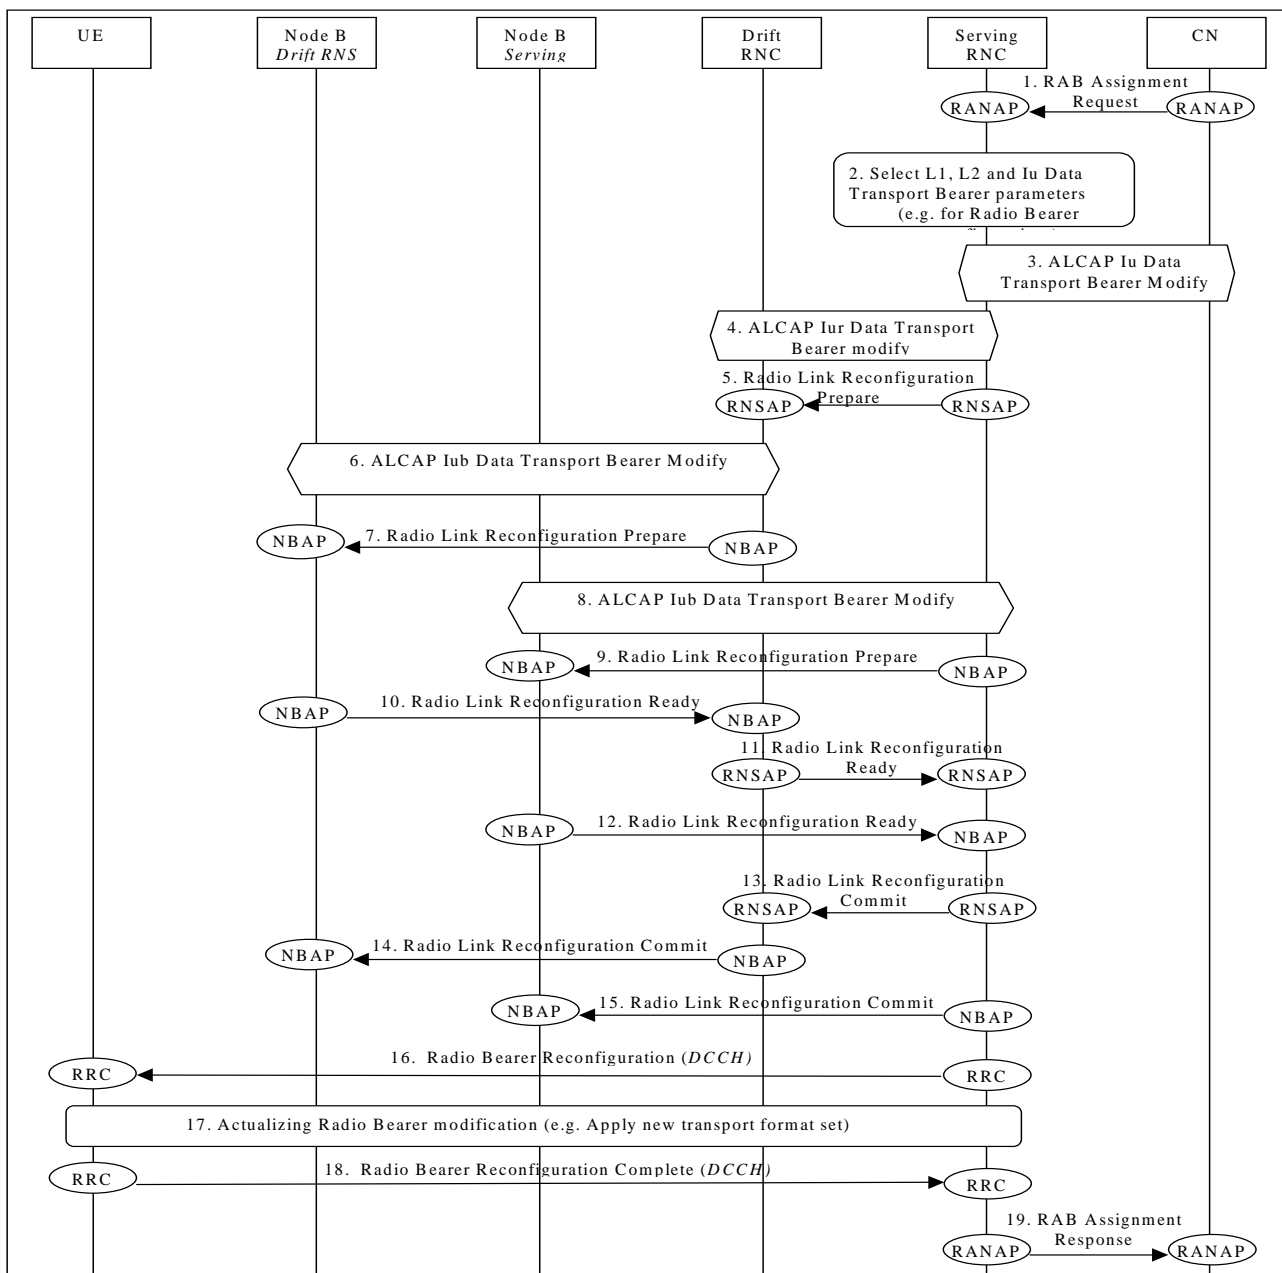 UE
Node B
Drift RNS
Node B
Serving
Drift
RNC
Serving
RNC
CN
1. RAB Assignment
Request
RANAP
RANAP
2. Select L1, L2 and Iu Data
Transport Bearer parameters
(e.g. for Radio Bearer
3. ALCAP Iu Data
Transport Bearer Modify
4. ALCAP Iur Data Transport
Bearer modify
5. Radio Link Reconfiguration
Prepare
RNSAP
RNSAP
6. ALCAP Iub Data Transport Bearer Modify
7. Radio Link Reconfiguration Prepare
NBAP
NBAP
8. ALCAP Iub Data Transport Bearer Modify
9. Radio Link Reconfiguration Prepare
NBAP
NBAP
10. Radio Link Reconfiguration Ready
NBAP
NBAP
11. Radio Link Reconfiguration
Ready
RNSAP
RNSAP
12. Radio Link Reconfiguration Ready
NBAP
NBAP
13. Radio Link Reconfiguration
Commit
RNSAP
RNSAP
14. Radio Link Reconfiguration Commit
NBAP
NBAP
15. Radio Link Reconfiguration Commit
NBAP
NBAP
16. Radio Bearer Reconfiguration (DCCH)
RRC
RRC
17. Actualizing Radio Bearer modification (e.g. Apply new transport format set)
18. Radio Bearer Reconfiguration Complete (DCCH)
RRC
RRC
19. RAB Assignment
Response
RANAP
RANAP